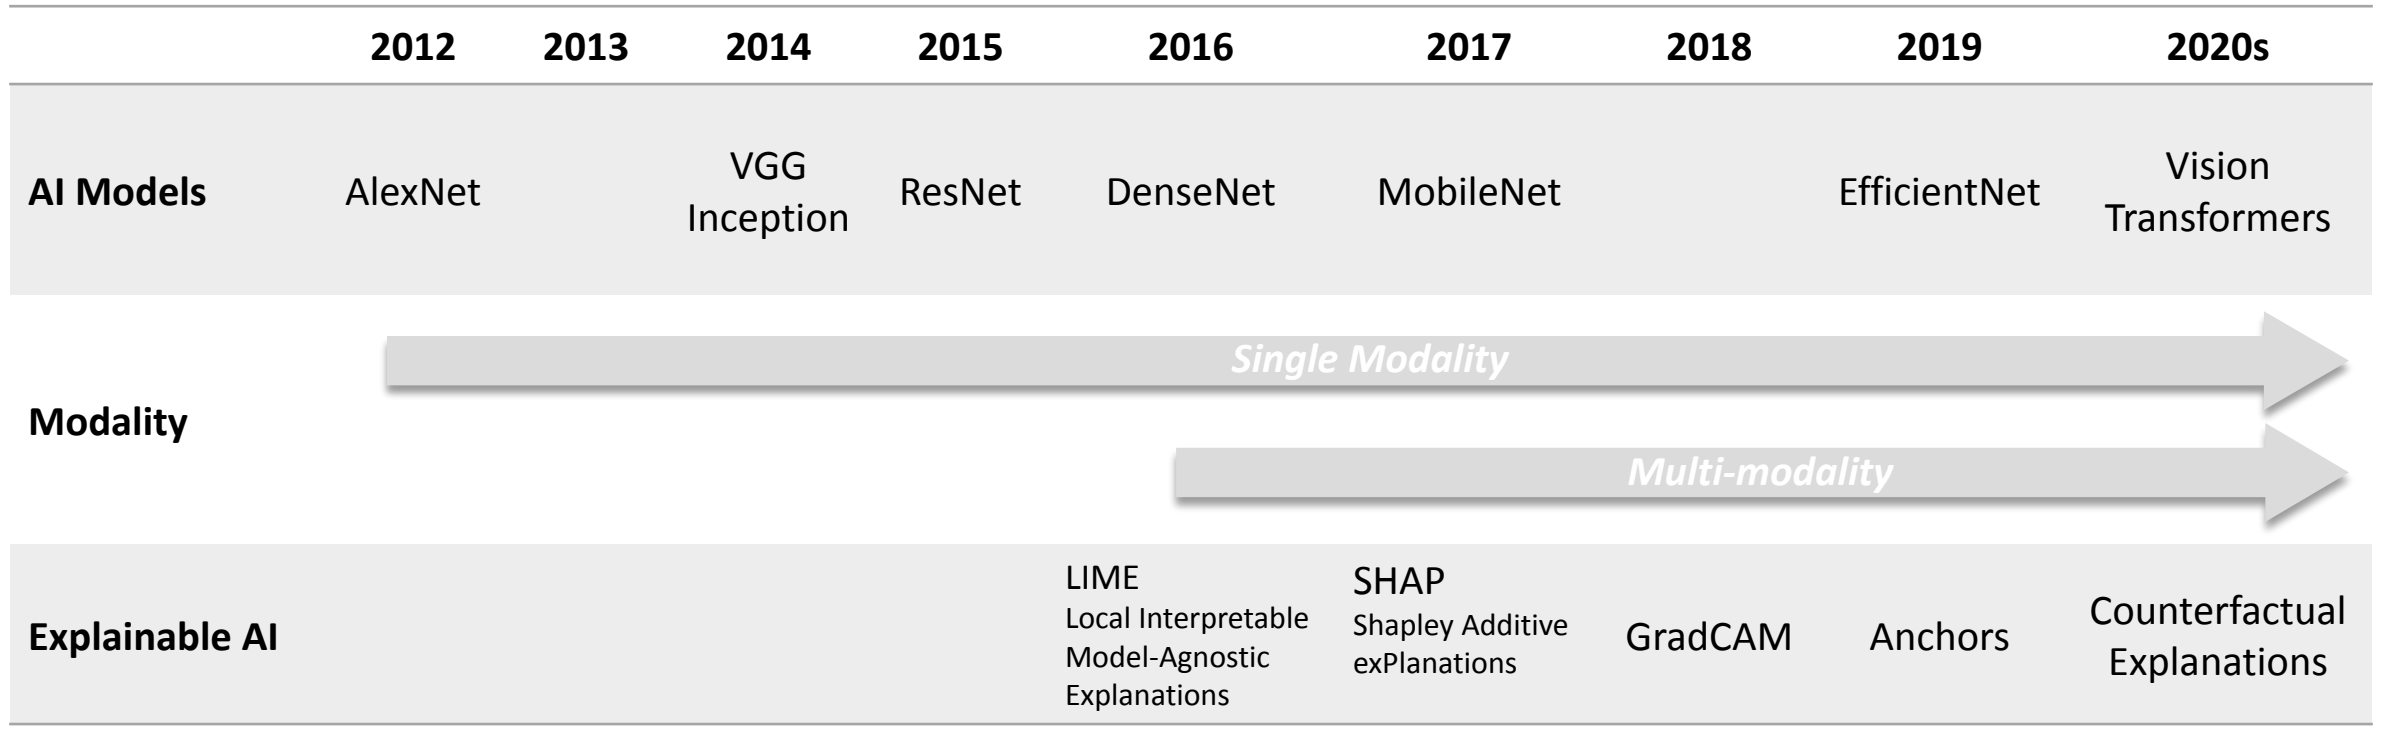 2012 2013 2014 2015 2016 2017 2018 2019 2020s
AI Models
AlexNet
VGG
Inception
ResNet
DenseNet
MobileNet
EfficientNet
Vision
Transformers
Modality
Single Modality
Multi-modality
Explainable AI
LIME
Local Interpretable
Model-Agnostic
Explanations
SHAP
Shapley Additive
exPlanations
GradCAM
Anchors
Counterfactual
Explanations